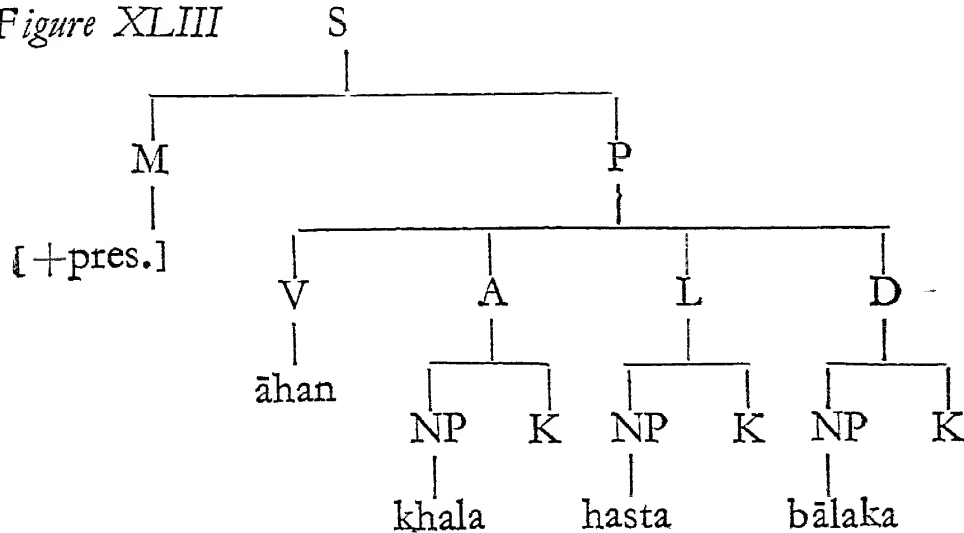 Figure XLIII S
M P
[+pres.]
V A L D
āhan
NP K NP K NP K
khala hasta bālaka